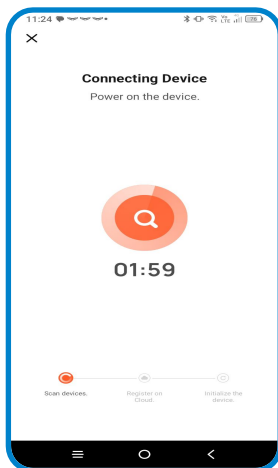 11:24
Connecting Device
Power on the device.
01:59
Scan devices.
Register on
Cloud.
Initialize the
device.